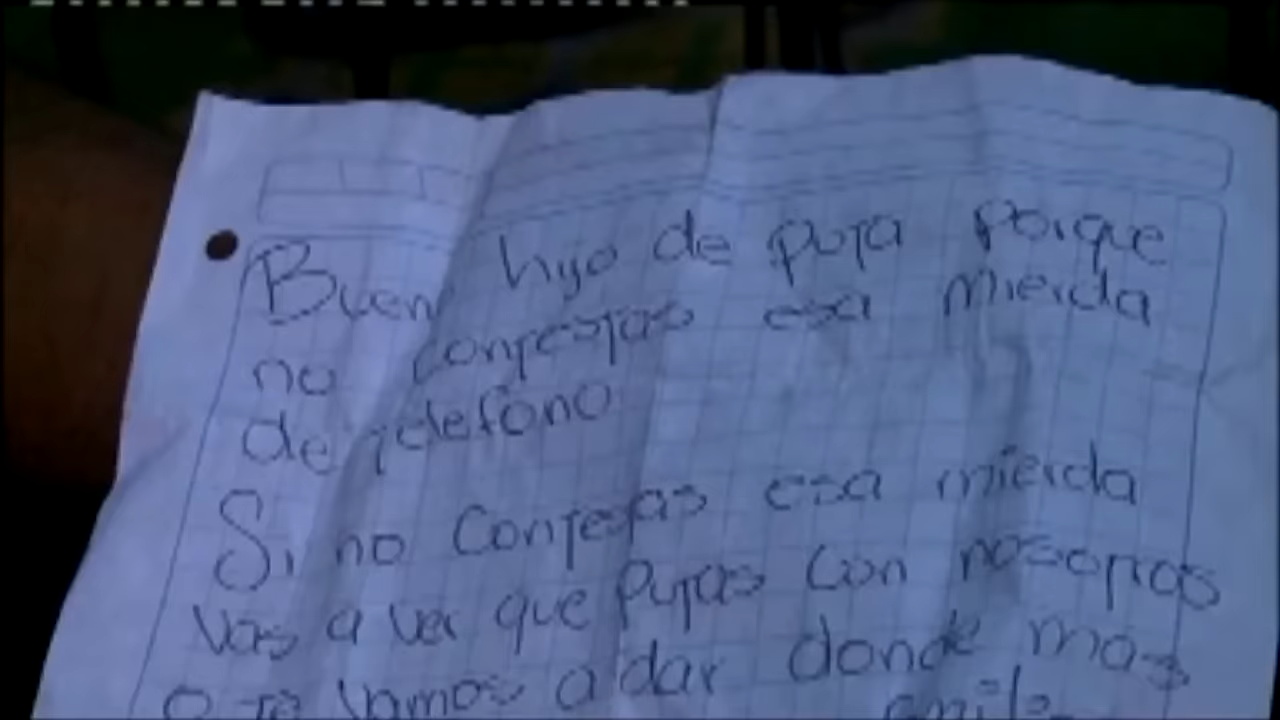 Bueno hijo de puta porque
no contestas esa mierda
de telefono
Si no Contestas esa mierda
vas a ver que putas con nosotros
o te vamos a dar donde mas